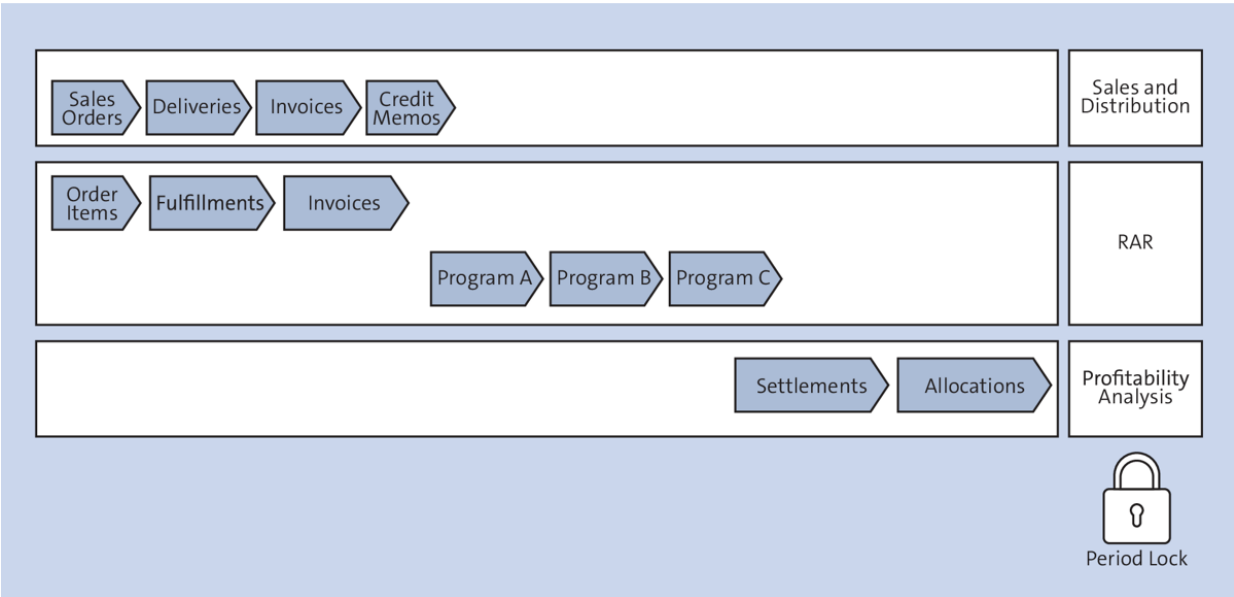 Sales
Orders
Deliveries
Invoices
Credit
Memos
Sales and
Distribution
Order
Items
Fulfillments
Invoices
Program A
Program B
Program C
RAR
Settlements
Allocations
Profitability
Analysis
Period Lock